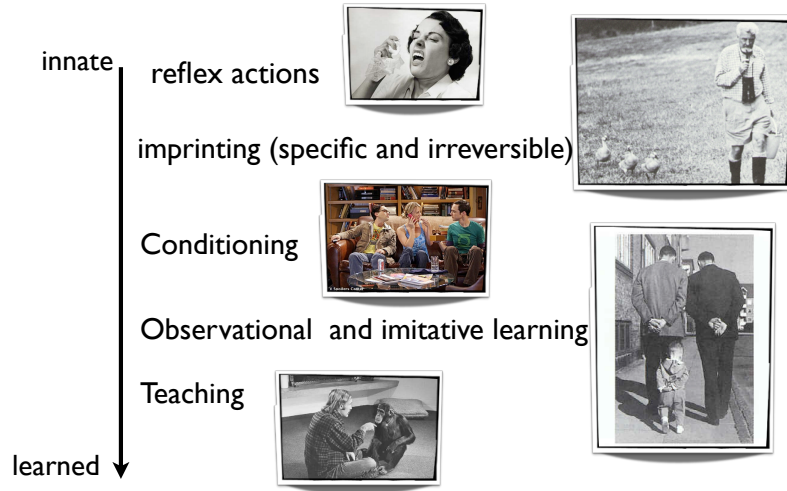 innate
reflex actions
imprinting (specific and irreversible)
Conditioning
Observational and imitative learning
Teaching
learned